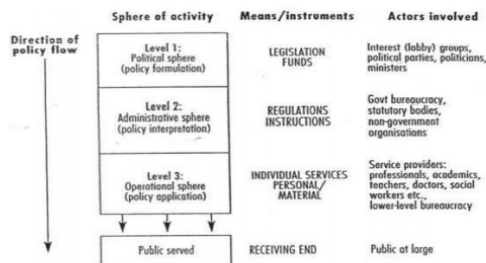 Sphere of activity
Means/instruments
Actors involved
Direction of
policy flow
Level 1:
Political sphere
(policy formulation)
LEGISLATION
FUNDS
Interest (lobby) groups,
political parties, politicians,
ministers
Level 2:
Administrative sphere
(policy interpretation)
REGULATIONS
INSTRUCTIONS
Govt bureaucracy,
statutory bodies,
non-government
organisations
Level 3:
Operational sphere
(policy application)
INDIVIDUAL SERVICES
PERSONAL/
MATERIAL
Service providers:
professionals, academics,
teachers, doctors, social
workers etc.,
lower-level bureaucracy
Public served
RECEIVING END
Public at large